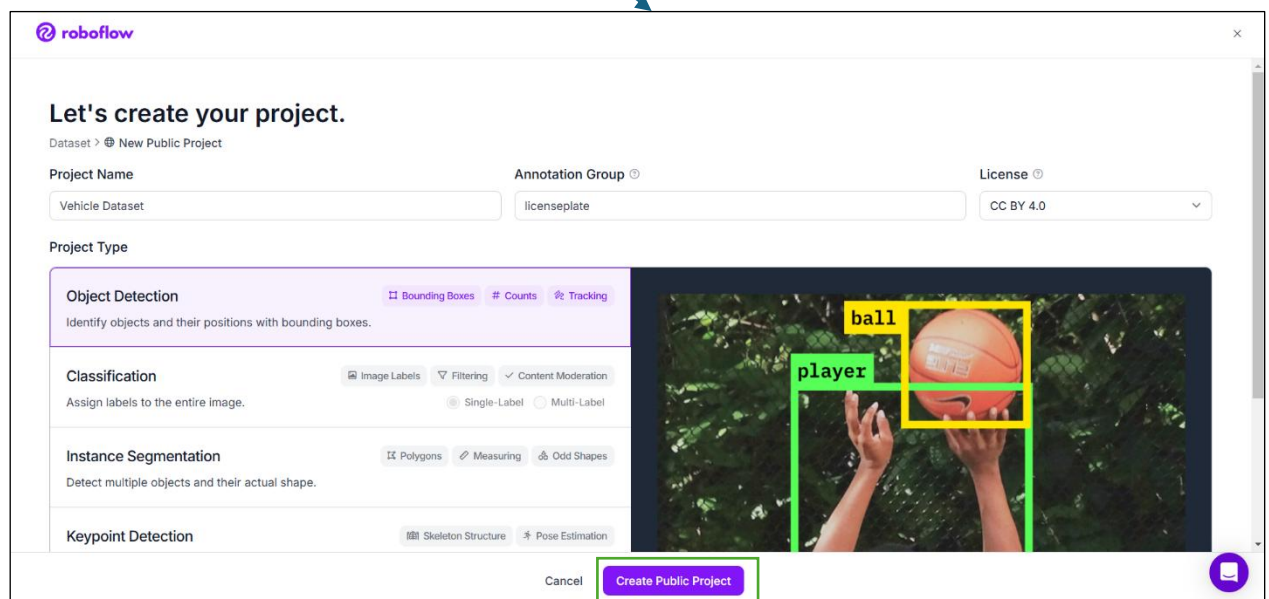 roboflow
Let's create your project.
Dataset > New Public Project
Project Name
Annotation Group
License
Vehicle Dataset
licenseplate
CC BY 4.0
Project Type
Object Detection
Bounding Boxes # Counts Tracking
Identify objects and their positions with bounding boxes.
Classification
Image Labels Filtering Content Moderation
Assign labels to the entire image.
Single-Label Multi-Label
Instance Segmentation
Polygons Measuring Odd Shapes
Detect multiple objects and their actual shape.
Keypoint Detection
Skeleton Structure Pose Estimation
ball
player
Cancel
Create Public Project